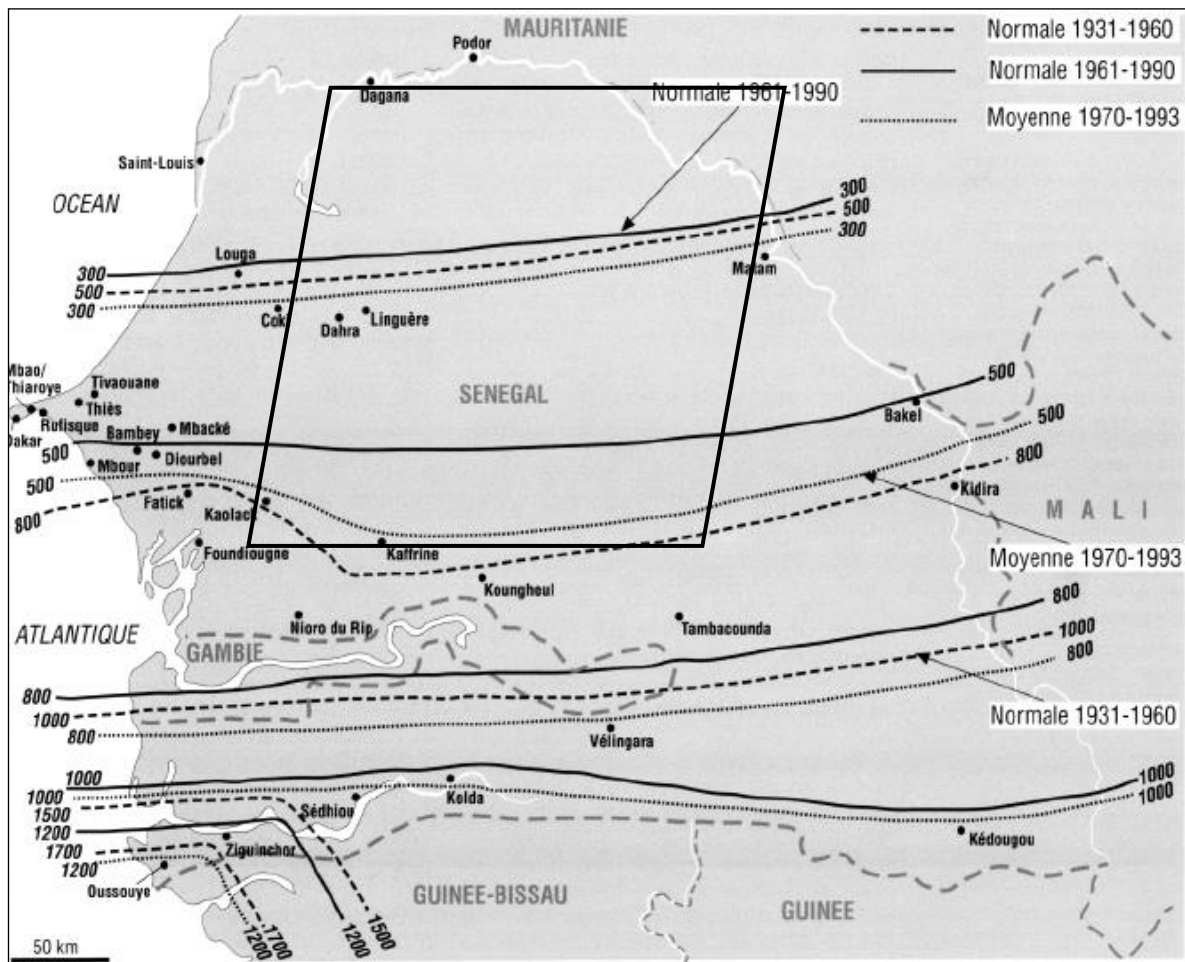 MAURITANIE
Normale 1931-1960
Normale 1961-1990
Moyenne 1970-1993
Podor
Dagana
Normale 1961-1990
Saint-Louis
OCEAN
300
500
300
Louga
300
500
300
Matam
Coki
Dahra
Linguère
SENEGAL
Mbao/
Thiaroye
Tivaouane
Thiès
Rufisque
Dakar
Bambey
Mbacké
Diourbel
Mbour
500
500
800
Fatick
Kaolack
Foundiougne
Kaffrine
Koungheul
500
Bakel
500
800
Kidira
MALI
Moyenne 1970-1993
Nioro du Rip
Tambacounda
ATLANTIQUE
GAMBIE
800
1000
800
800
1000
800
Normale 1931-1960
Vélingara
1000
1000
1500
1200
1700
1200
Sédhiou
Kolda
1000
1000
Kédougou
Ziguinchor
Oussouye
GUINEE-BISSAU
GUINEE
1200
1700
1200
1500
50 km